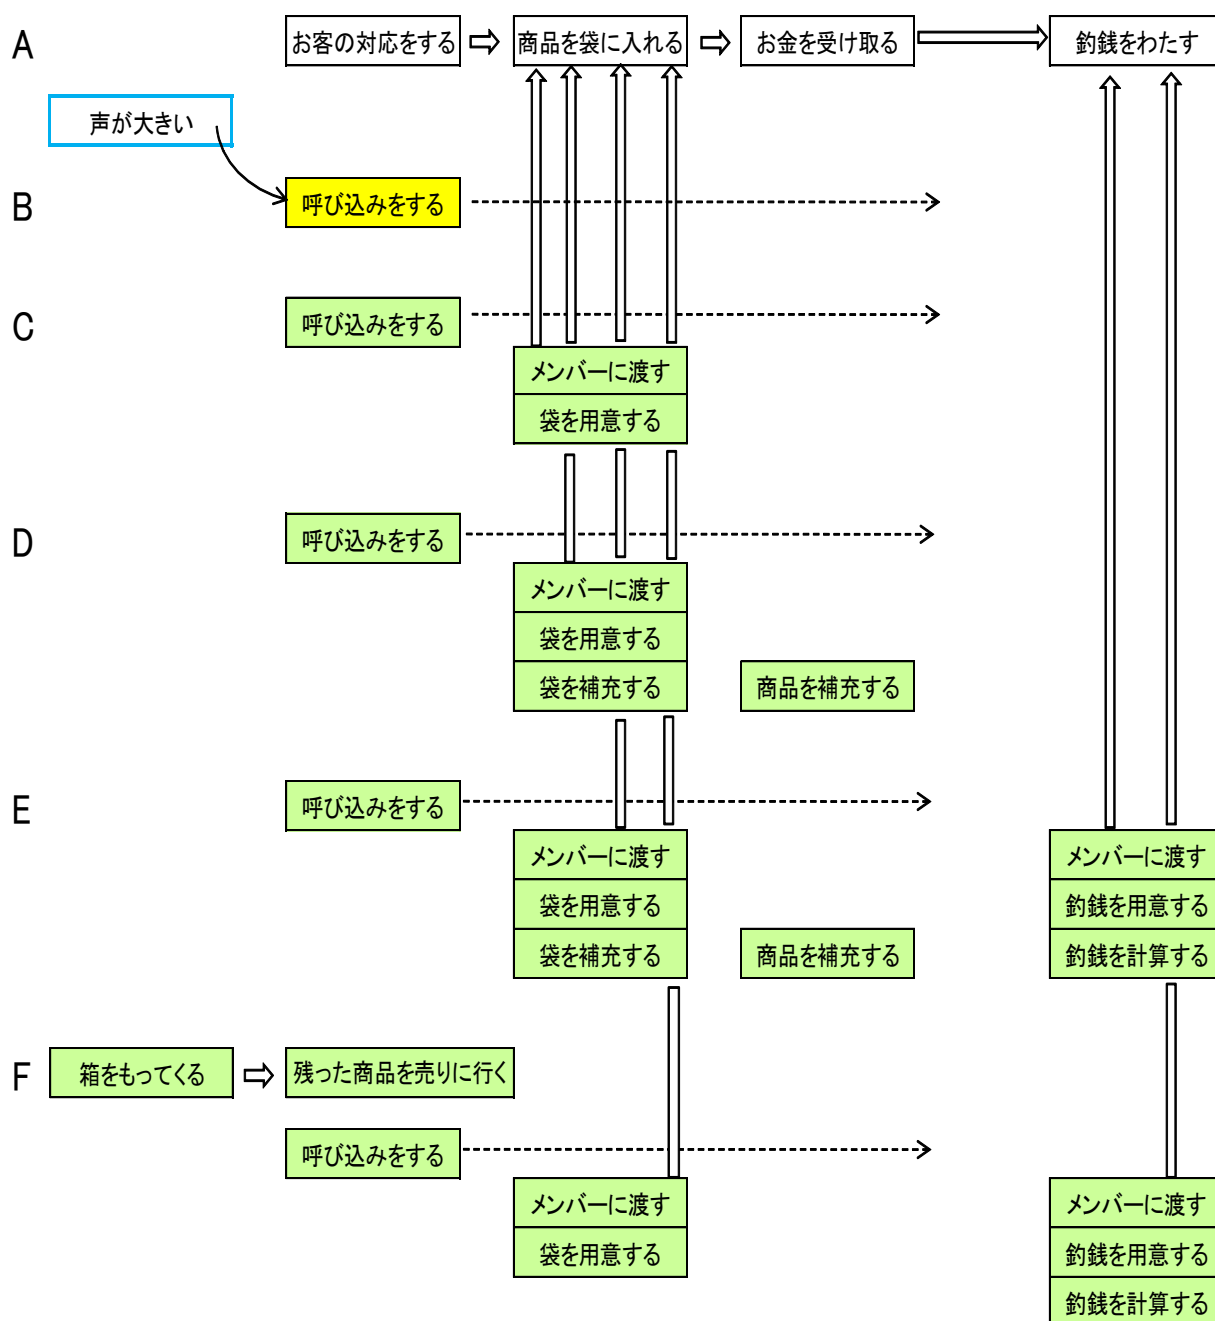 A
お客の対応をする
商品を袋に入れる
お金を受け取る
釣銭をわたす
声が大きい
B
呼び込みをする
C
呼び込みをする
メンバーに渡す
袋を用意する
D
呼び込みをする
メンバーに渡す
袋を用意する
袋を補充する
商品を補充する
E
呼び込みをする
メンバーに渡す
メンバーに渡す
袋を用意する
釣銭を用意する
袋を補充する
商品を補充する
釣銭を計算する
F
箱をもってくる
残った商品を売りに行く
呼び込みをする
メンバーに渡す
メンバーに渡す
袋を用意する
釣銭を用意する
釣銭を計算する